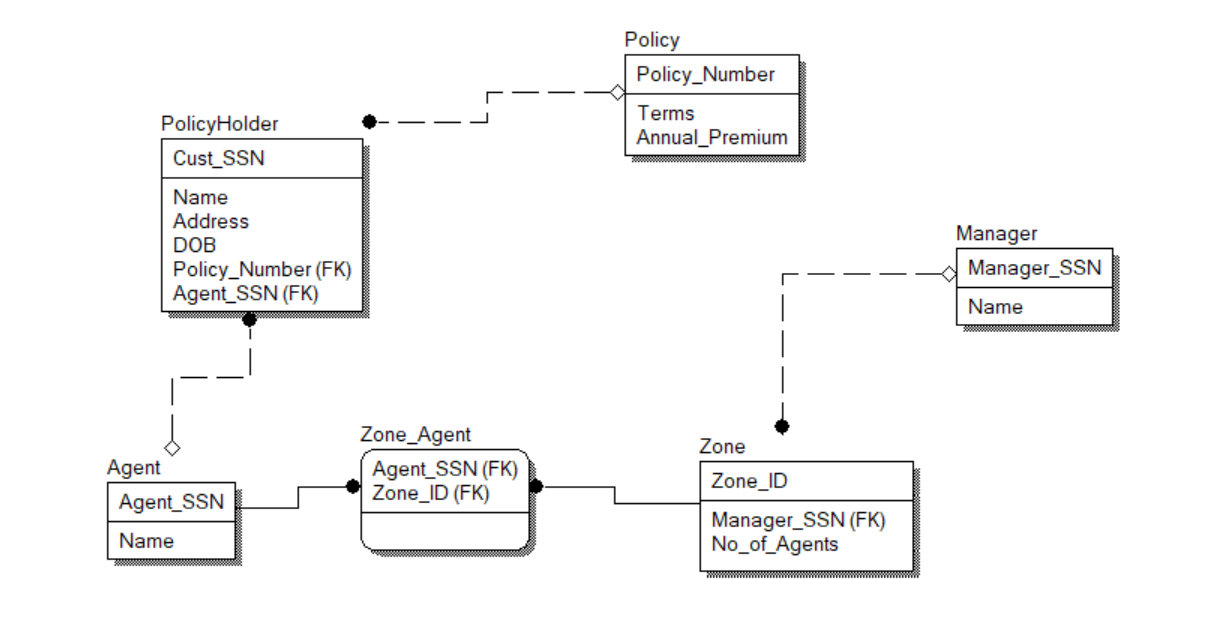 Policy
Policy_Number
Terms
Annual_Premium
PolicyHolder
Cust_SSN
Name
Address
DOB
Policy_Number (FK)
Agent_SSN (FK)
Manager
Manager_SSN
Name
Agent
Agent_SSN
Name
Zone_Agent
Agent_SSN (FK)
Zone_ID (FK)
Zone
Zone_ID
Manager_SSN (FK)
No_of_Agents